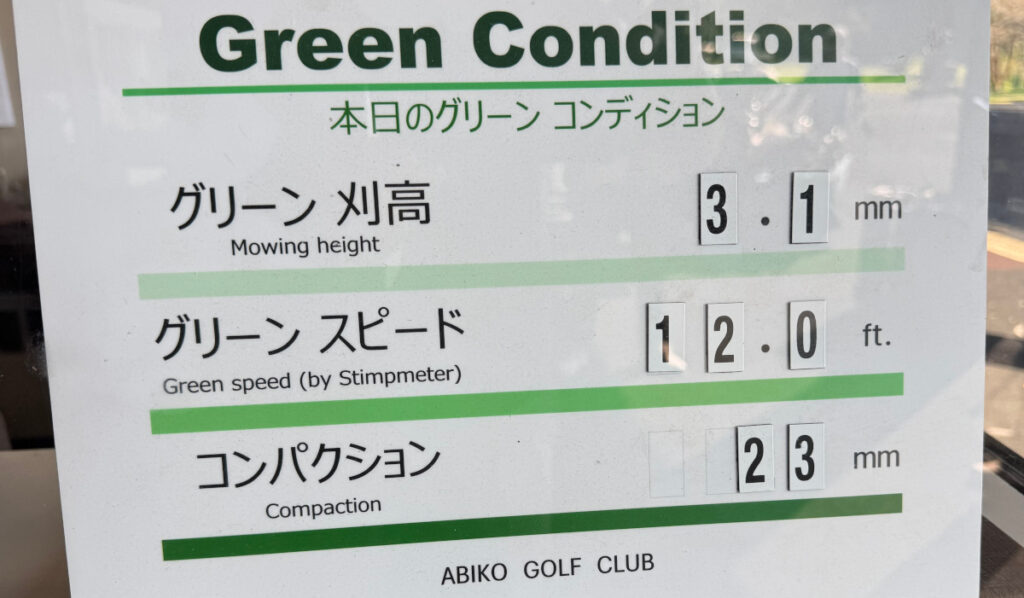 Green Condition
本日のグリーン コンディション
グリーン 刈高 3.1 mm
Mowing height
グリーン スピード 12.0 ft.
Green speed (by Stimpmeter)
コンパクション 23 mm
Compaction
ABIKO GOLF CLUB